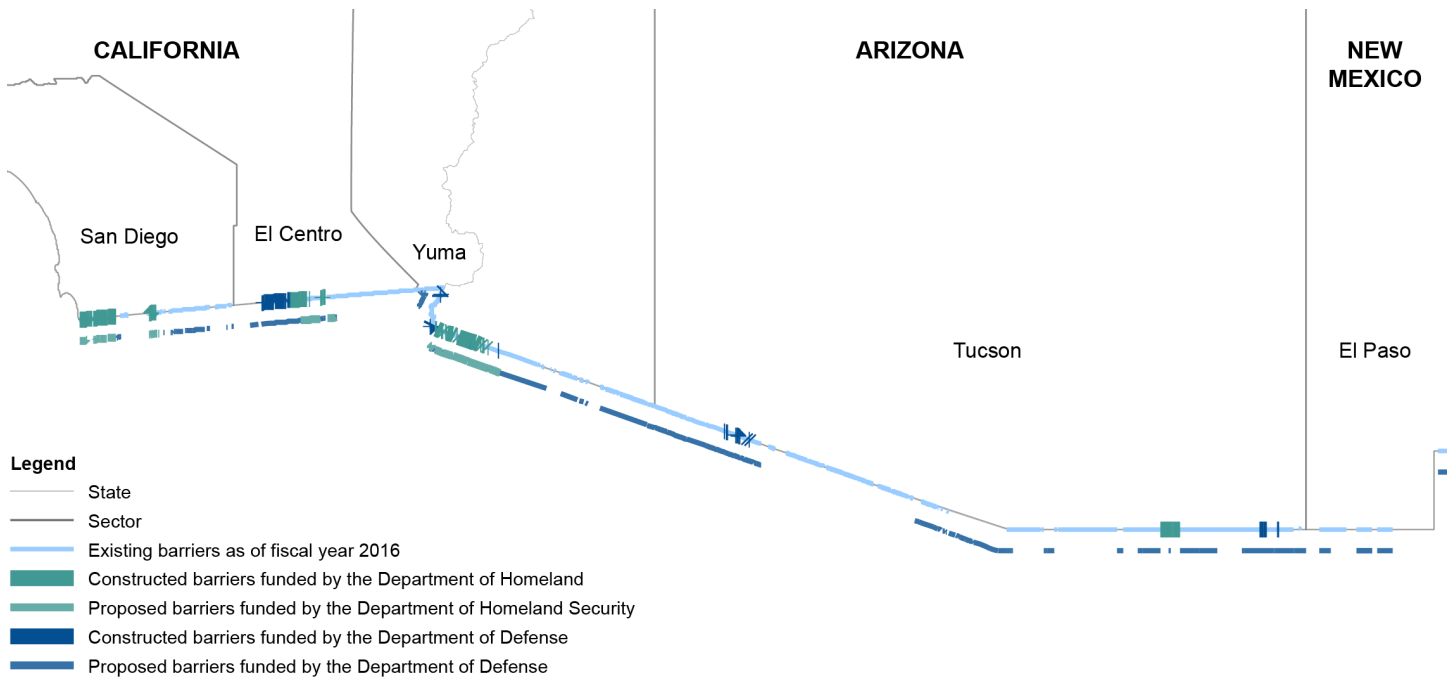 CALIFORNIA
ARIZONA
NEW
MEXICO
San Diego
El Centro
Yuma
Tucson
El Paso
Legend
State
Sector
Existing barriers as of fiscal year 2016
Constructed barriers funded by the Department of Homeland
Proposed barriers funded by the Department of Homeland Security
Constructed barriers funded by the Department of Defense
Proposed barriers funded by the Department of Defense